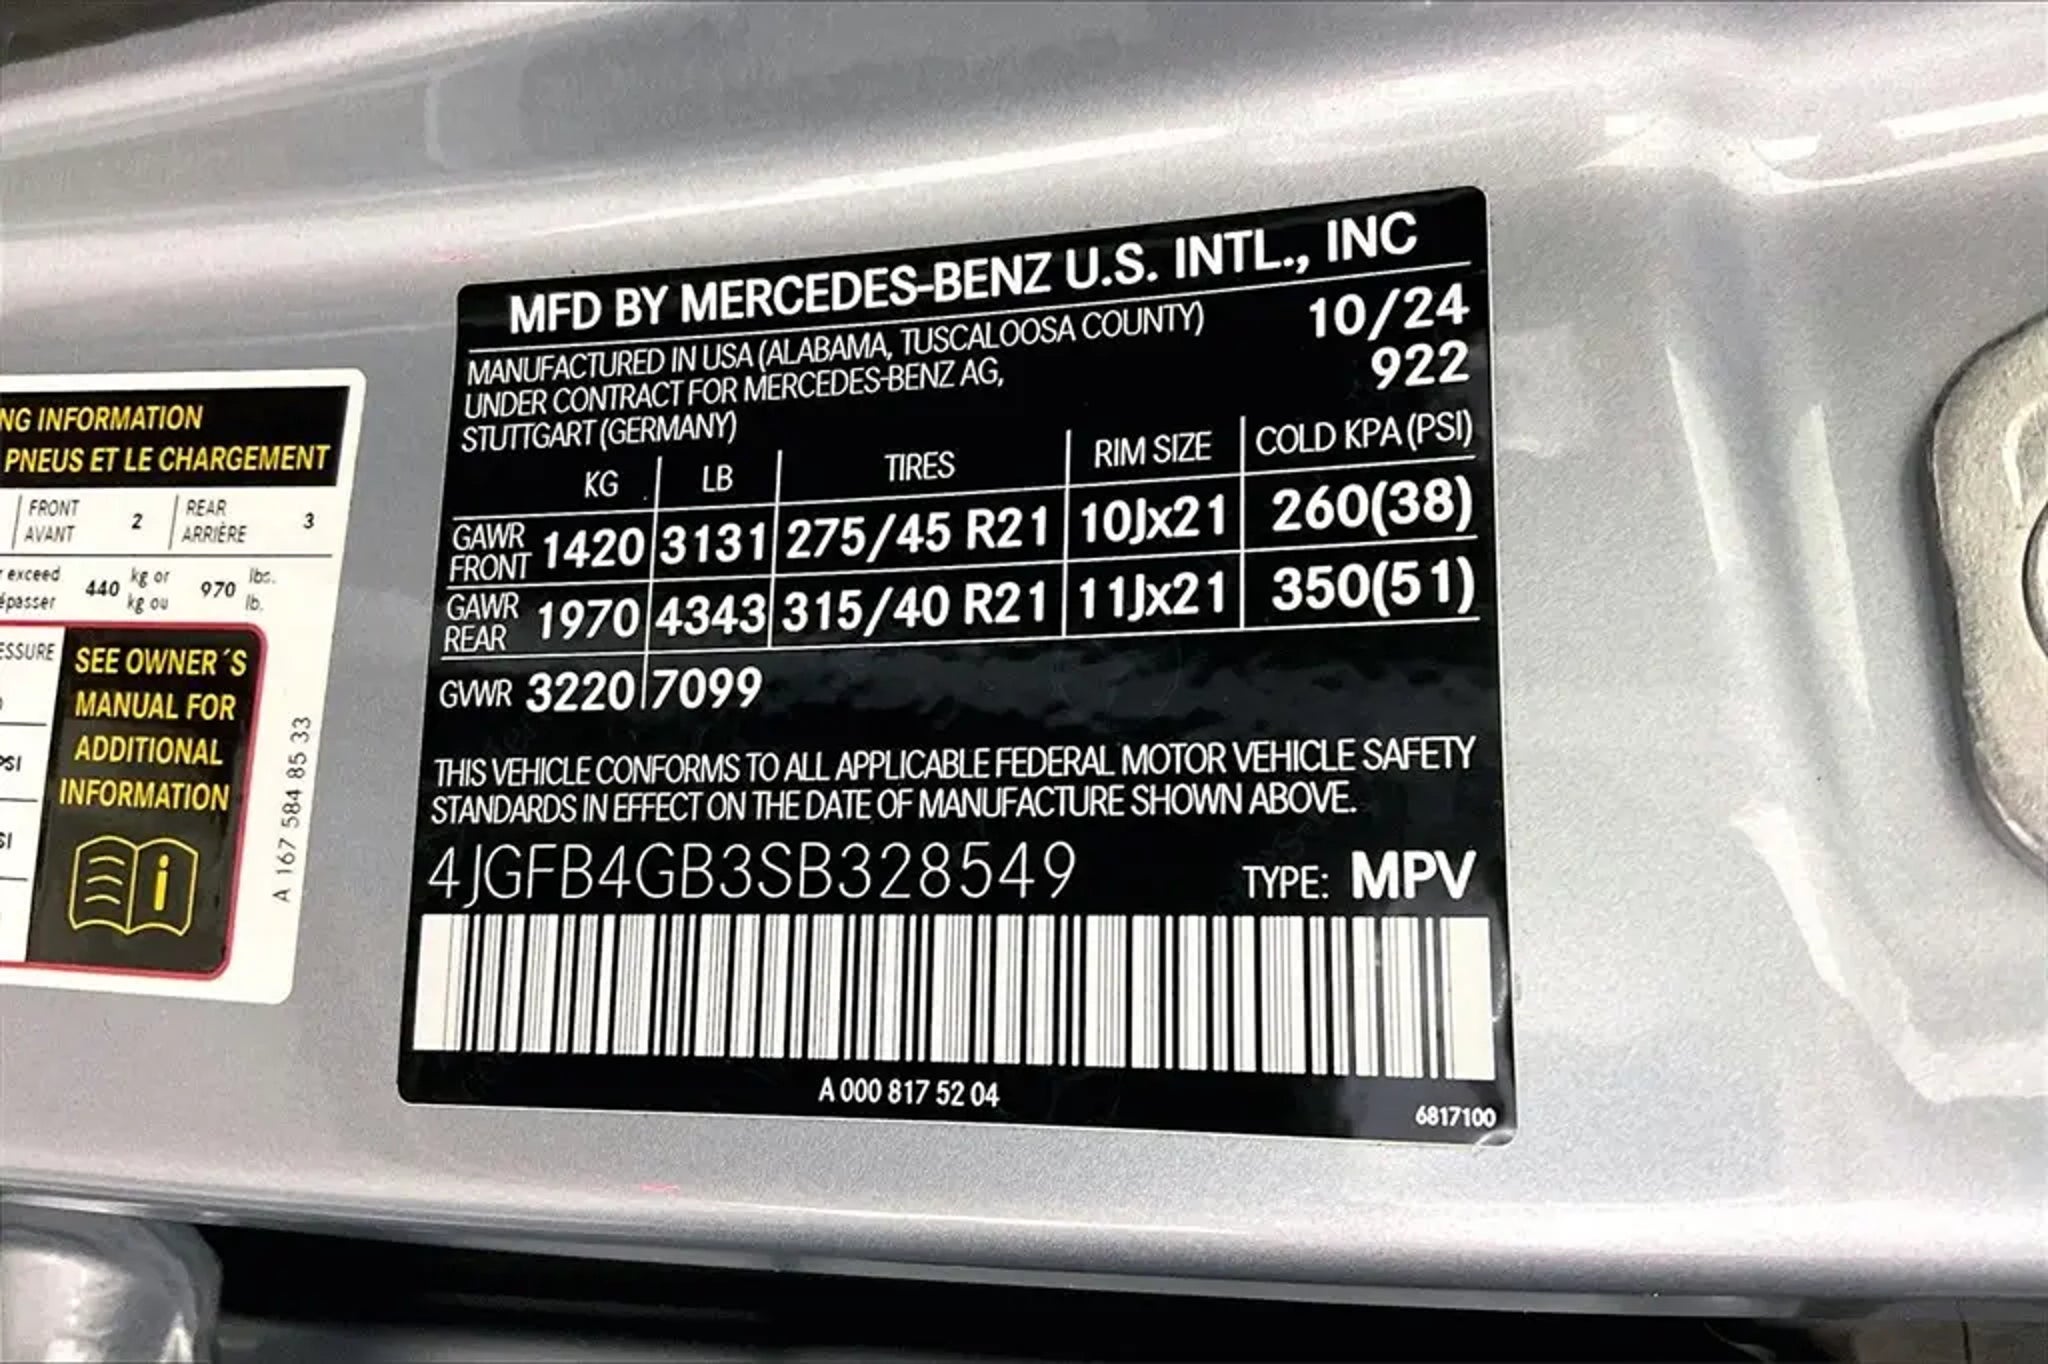 NG INFORMATION
PNEUS ET LE CHARGEMENT
FRONT 2 REAR 3
AVANT ARRIÈRE
exceed 440 kg or 970 lbs.
épasser kg ou lb.
SEE OWNER´S
MANUAL FOR
ADDITIONAL
INFORMATION
A 167 584 85 33
MFD BY MERCEDES-BENZ U.S. INTL., INC
MANUFACTURED IN USA (ALABAMA, TUSCALOOSA COUNTY) 10/24
UNDER CONTRACT FOR MERCEDES-BENZ AG, 922
STUTTGART (GERMANY)
KG LB TIRES RIM SIZE COLD KPA (PSI)
GAWR FRONT 1420 3131 275/45 R21 10Jx21 260(38)
GAWR REAR 1970 4343 315/40 R21 11Jx21 350(51)
GVWR 3220 7099
THIS VEHICLE CONFORMS TO ALL APPLICABLE FEDERAL MOTOR VEHICLE SAFETY
STANDARDS IN EFFECT ON THE DATE OF MANUFACTURE SHOWN ABOVE.
4JGFB4GB3SB328549 TYPE: MPV
A 000 817 52 04
6817100